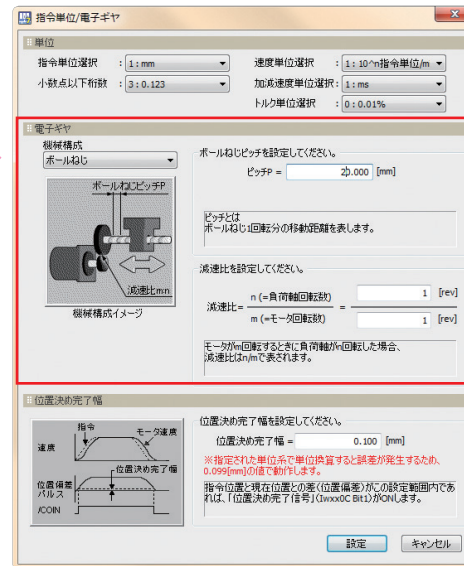 指令単位/電子ギヤ
単位
指令単位選択 : 1 : mm
速度単位選択 : 1 : 10^n指令単位/m
小数点以下桁数 : 3 : 0.123
加減速度単位選択 : 1 : ms
トルク単位選択 : 0 : 0.01%
電子ギヤ
機械構成
ボールねじ
ボールねじピッチP
減速比m:n
機械構成イメージ
ボールねじピッチを設定してください。
ピッチP = 20.000 [mm]
ピッチとは
ボールねじ1回転分の移動距離を表します。
減速比を設定してください。
減速比= n (=負荷軸回転数) = 1 [rev]
m (=モータ回転数) 1 [rev]
モータがm回転するときに負荷軸がn回転した場合、
減速比はn/mで表されます。
位置決め完了幅
指令
モータ速度
速度
位置決め完了幅
位置偏差
パルス
/COIN
位置決め完了幅を設定してください。
位置決め完了幅 = 0.100 [mm]
※指定された単位系で単位換算すると誤差が発生するため、
0.099[mm]の値で動作します。
指令位置と現在位置との差(位置偏差)がこの設定範囲内であ
れば、「位置決め完了信号」(Iwxx0C Bit1)がONします。
設定
キャンセル